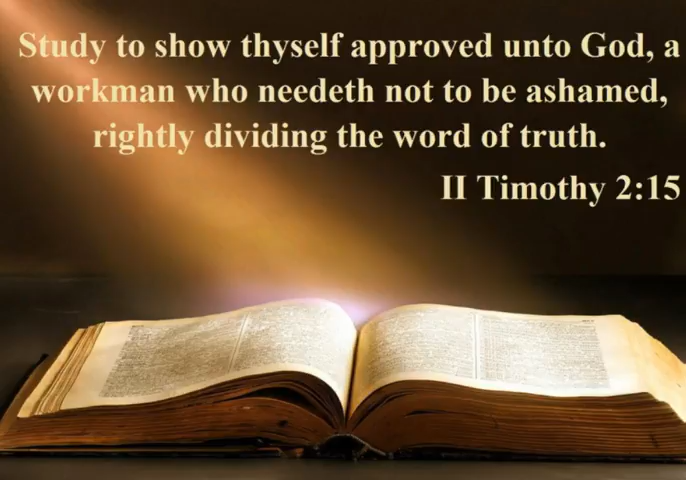 Study to show thyself approved unto God, a
workman who needeth not to be ashamed,
rightly dividing the word of truth.
II Timothy 2:15